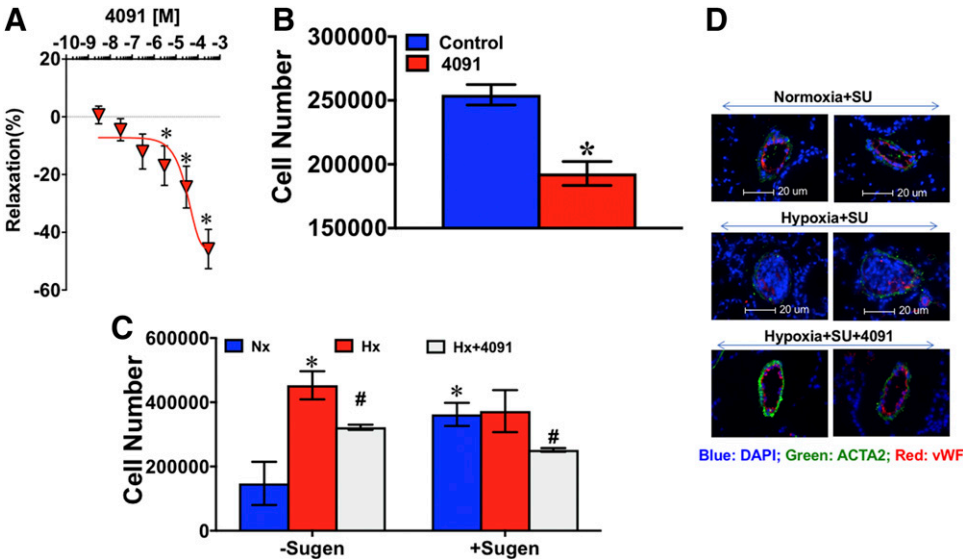 A
4091 [M]
-10 -9 -8 -7 -6 -5 -4 -3
20
0
-20
-40
-60
Relaxation(%)
*
*
*
B
300000
250000
200000
150000
Cell Number
Control
4091
*
C
600000
400000
200000
0
Cell Number
Nx
Hx
Hx+4091
*
#
*
#
-Sugen
+Sugen
D
Normoxia+SU
20 um
20 um
Hypoxia+SU
20 um
20 um
Hypoxia+SU+4091
Blue: DAPI; Green: ACTA2; Red: vWF